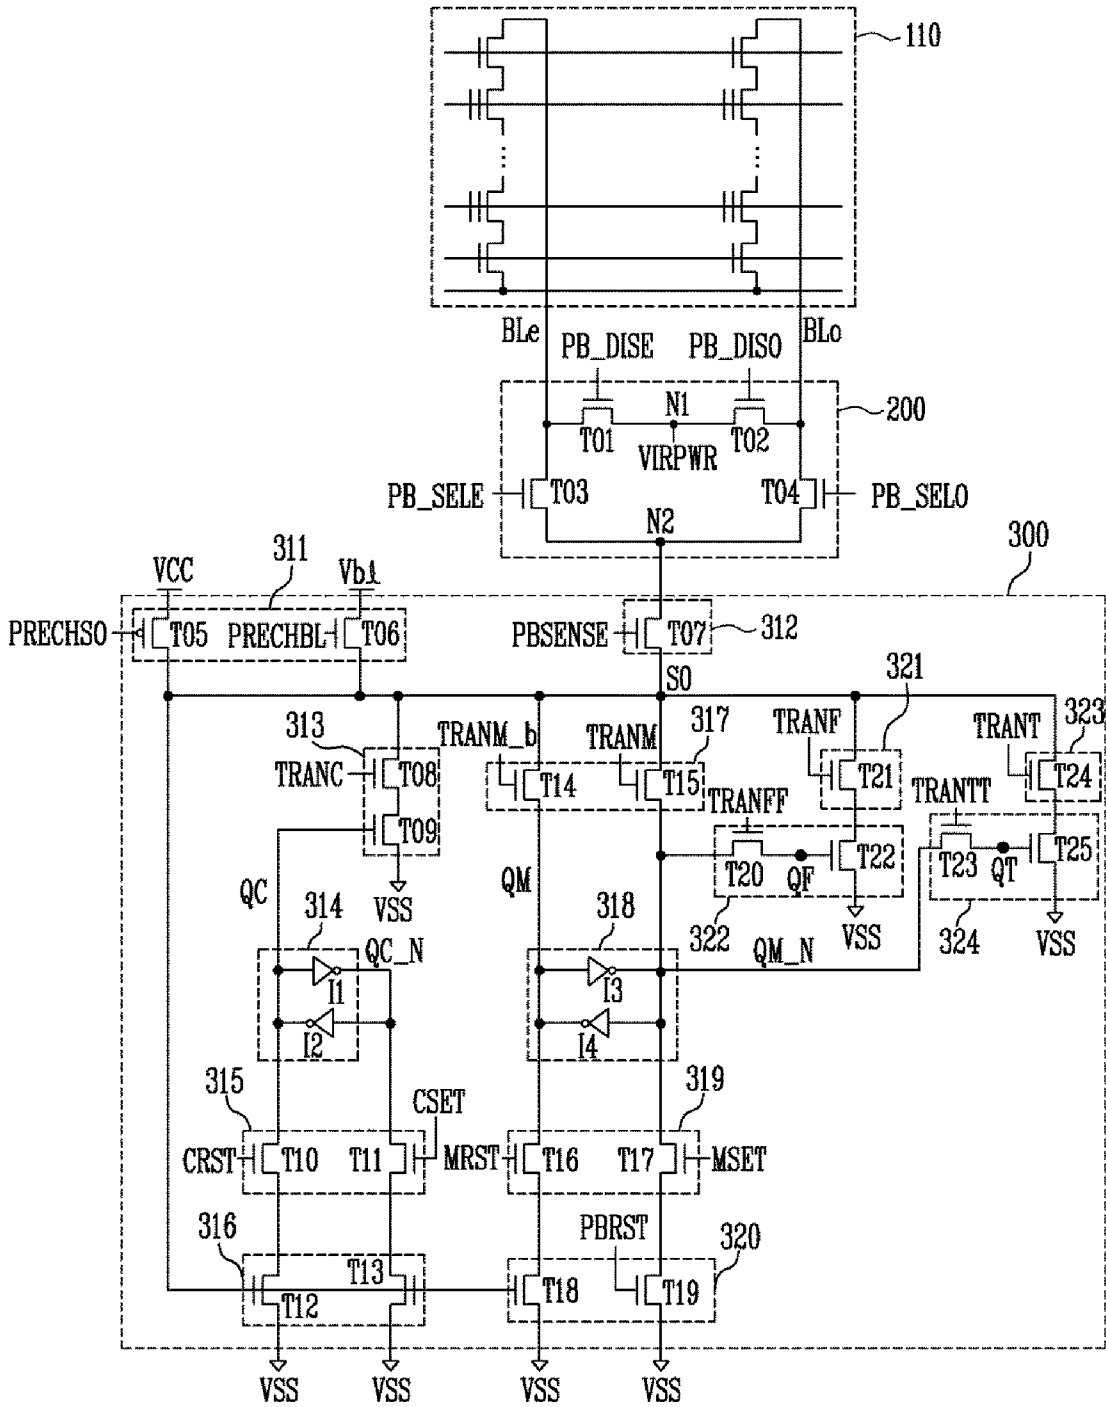 110
BLe
BLo
PB_DISE
PB_DISO
200
N1
T01
T02
VIRPWR
PB_SELE
T03
T04
PB_SELO
N2
311
300
VCC
Vbl
PRECHSO
T05
PRECHBL
T06
PBSENSE
T07
312
SO
321
313
TRANM_b
TRANM
317
TRANF
TRANT
323
TRANC
T08
T14
T15
T21
T24
TRANFF
TRANTT
T09
T20
QF
T22
T23
QT
T25
QC
VSS
QM
322
VSS
324
VSS
314
QC_N
318
QM_N
I1
I3
I2
I4
315
CSET
319
CRST
T10
T11
MRST
T16
T17
MSET
316
PBRST
320
T13
T12
T18
T19
VSS
VSS
VSS
VSS